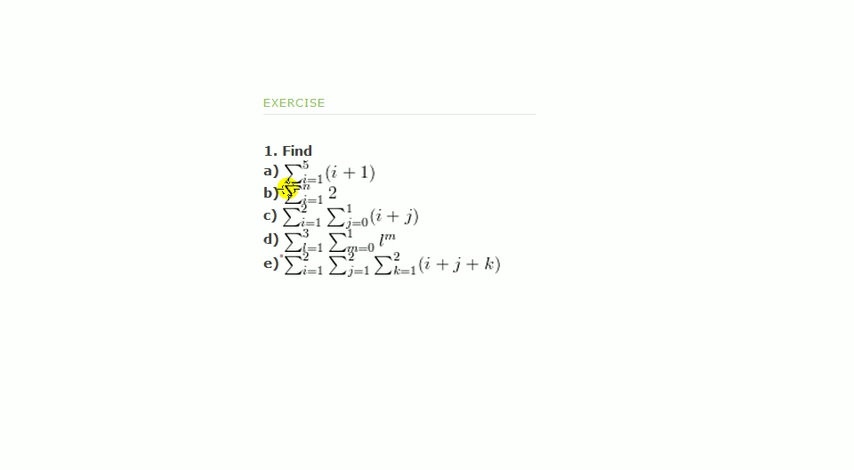 EXERCISE
1. Find
a) ∑_{i=1}^{5}(i + 1)
b) ∑_{i=1}^{n} 2
c) ∑_{i=1}^{2} ∑_{j=0}^{1}(i + j)
d) ∑_{l=1}^{3} ∑_{m=0}^{1} l^m
e) ∑_{i=1}^{2} ∑_{j=1}^{2} ∑_{k=1}^{2}(i + j + k)